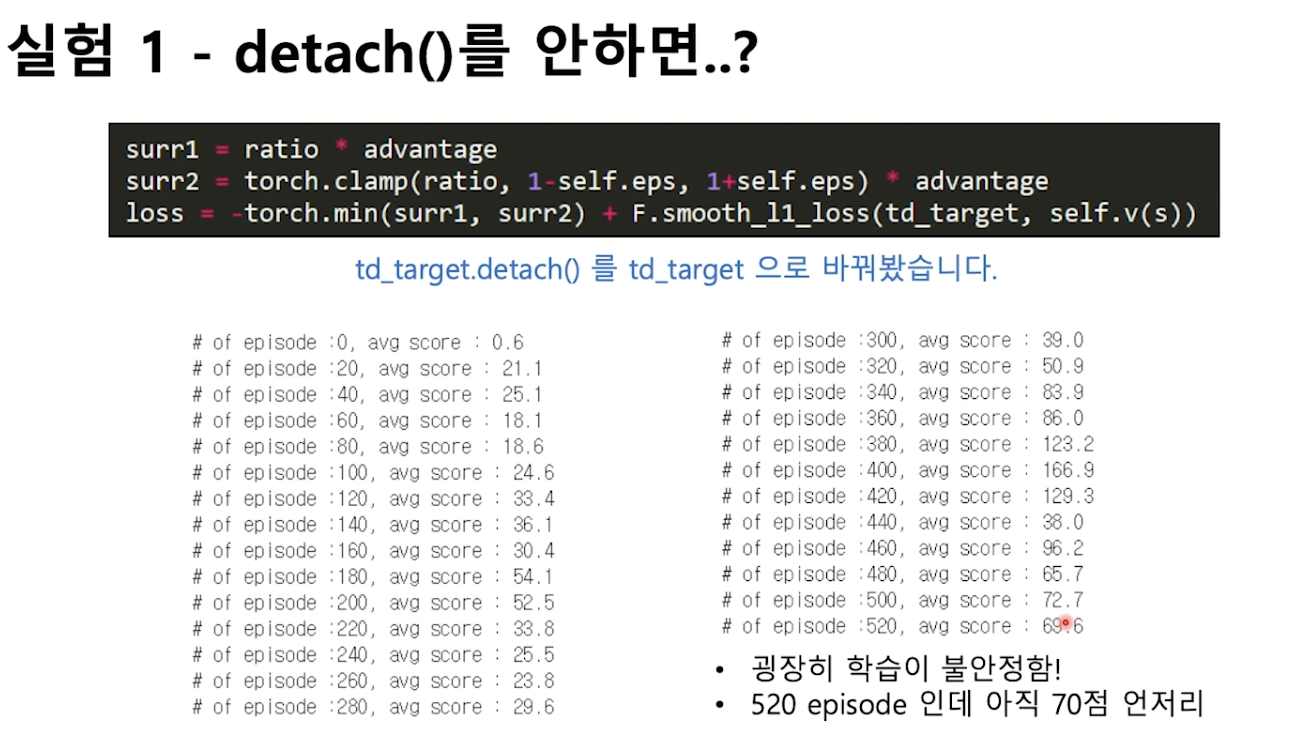 실험 1 - detach()를 안하면..?
surr1 = ratio * advantage
surr2 = torch.clamp(ratio, 1-self.eps, 1+self.eps) * advantage
loss = -torch.min(surr1, surr2) + F.smooth_l1_loss(td_target, self.v(s))
td_target.detach() 를 td_target 으로 바꿔봤습니다.
# of episode :0, avg score : 0.6
# of episode :20, avg score : 21.1
# of episode :40, avg score : 25.1
# of episode :60, avg score : 18.1
# of episode :80, avg score : 18.6
# of episode :100, avg score : 24.6
# of episode :120, avg score : 33.4
# of episode :140, avg score : 36.1
# of episode :160, avg score : 30.4
# of episode :180, avg score : 54.1
# of episode :200, avg score : 52.5
# of episode :220, avg score : 33.8
# of episode :240, avg score : 25.5
# of episode :260, avg score : 23.8
# of episode :280, avg score : 29.6
# of episode :300, avg score : 39.0
# of episode :320, avg score : 50.9
# of episode :340, avg score : 83.9
# of episode :360, avg score : 86.0
# of episode :380, avg score : 123.2
# of episode :400, avg score : 166.9
# of episode :420, avg score : 129.3
# of episode :440, avg score : 38.0
# of episode :460, avg score : 96.2
# of episode :480, avg score : 65.7
# of episode :500, avg score : 72.7
# of episode :520, avg score : 69.6
• 굉장히 학습이 불안정함!
• 520 episode 인데 아직 70점 언저리